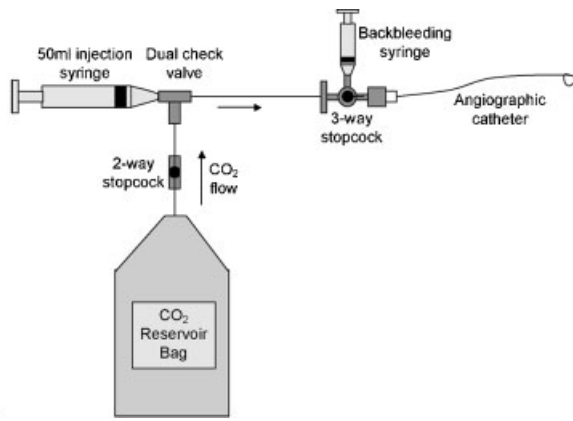 50ml injection
syringe
Dual check
valve
Backbleeding
syringe
3-way
stopcock
Angiographic
catheter
2-way
stopcock
CO₂
flow
CO₂
Reservoir
Bag